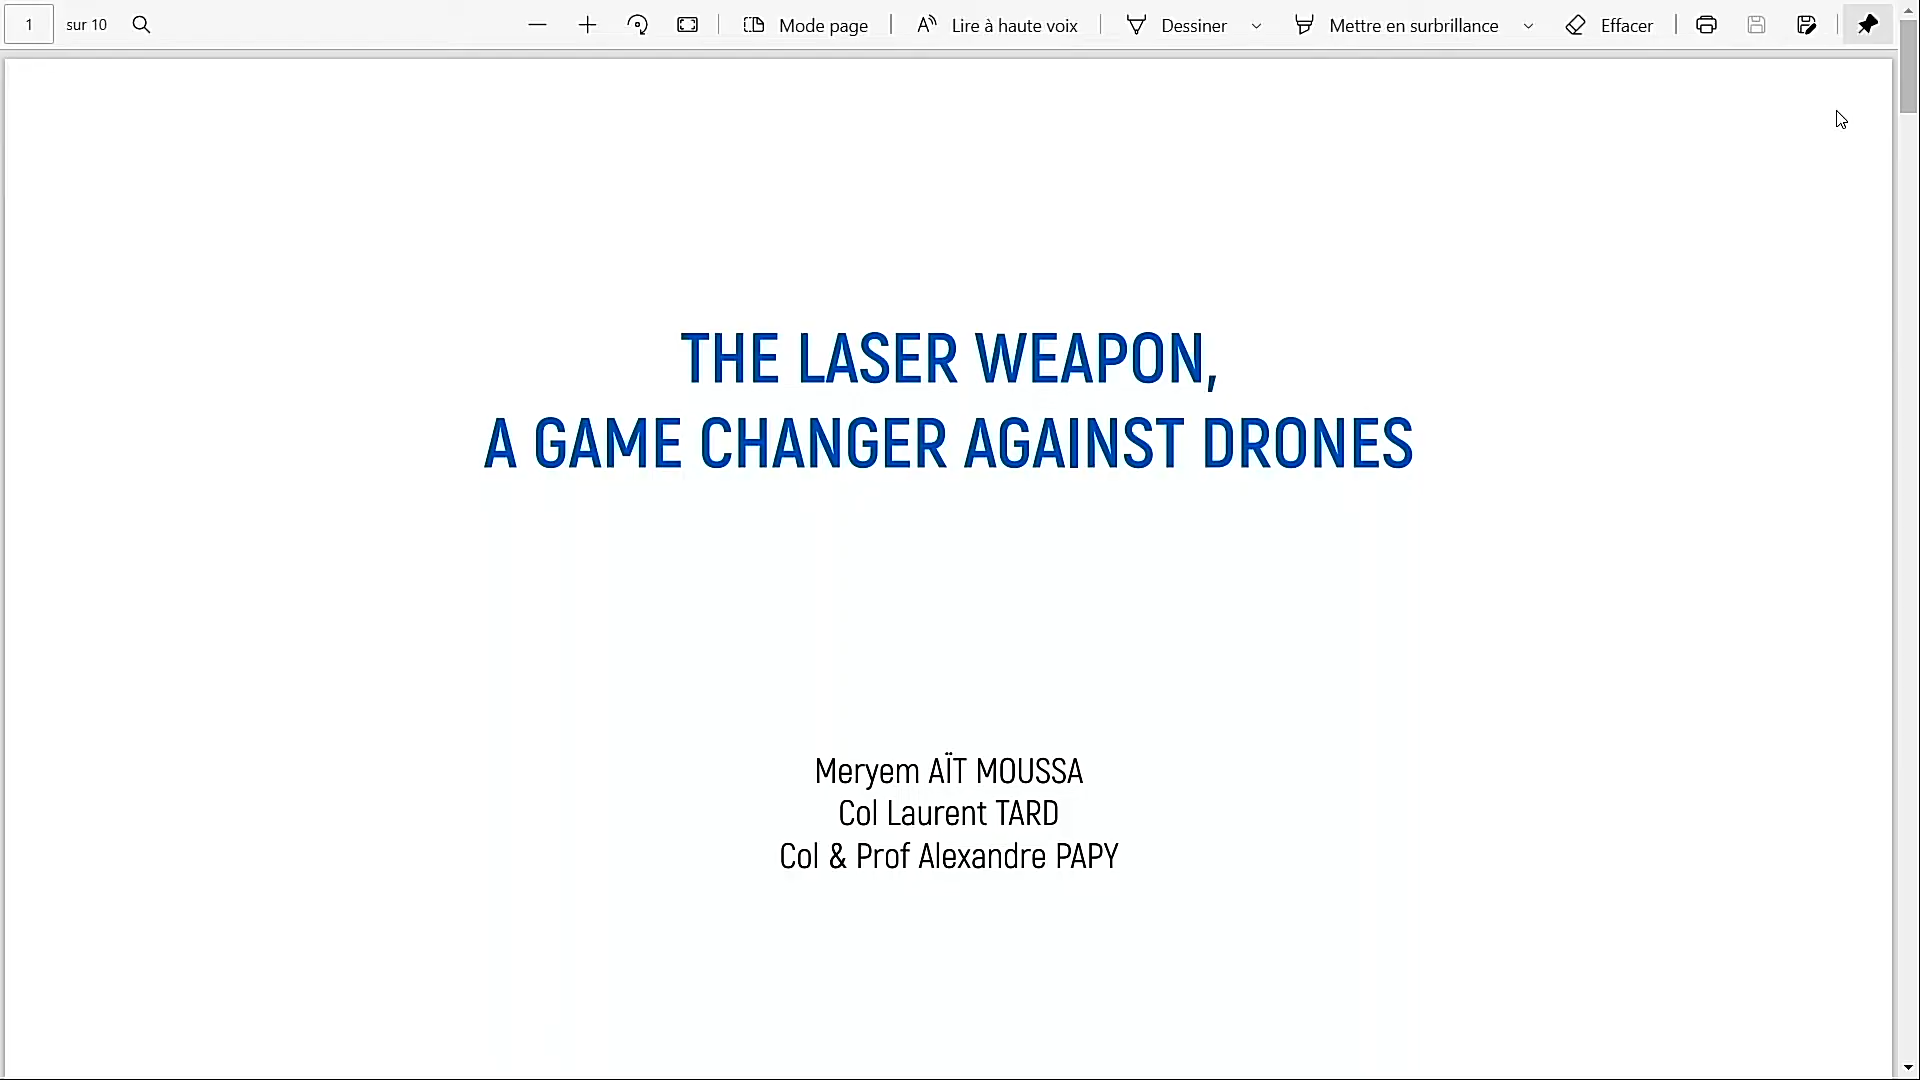 1 sur 10 Mode page Lire à haute voix Dessiner Mettre en surbrillance Effacer
THE LASER WEAPON,
A GAME CHANGER AGAINST DRONES
Meryem AÏT MOUSSA
Col Laurent TARD
Col & Prof Alexandre PAPY